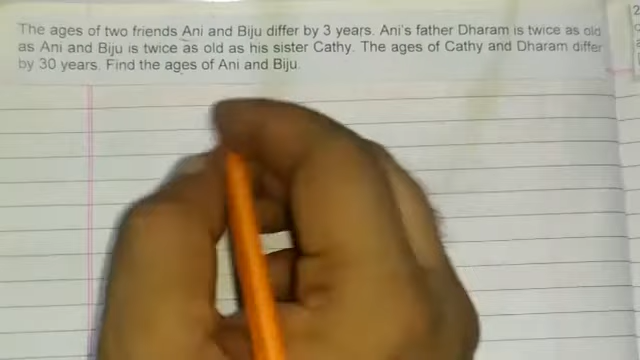 The ages of two friends Ani and Biju differ by 3 years. Ani's father Dharam is twice as old
as Ani and Biju is twice as old as his sister Cathy. The ages of Cathy and Dharam differ
by 30 years. Find the ages of Ani and Biju.
2